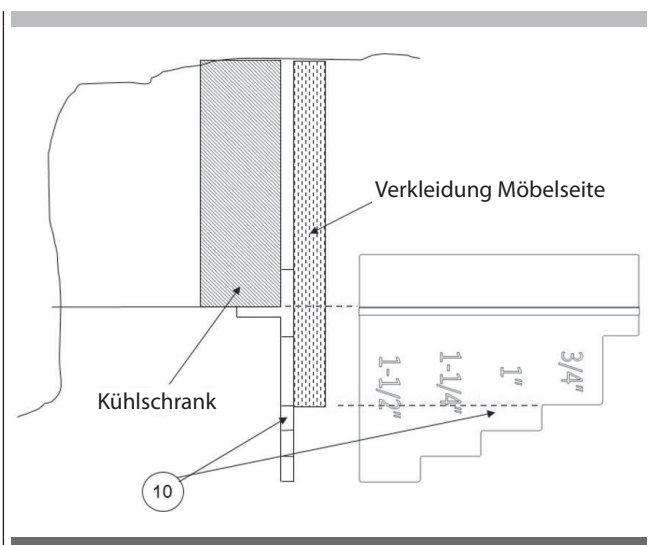 Verkleidung Möbelseite
1-1/2"
1-1/4"
1"
3/4"
Kühlschrank
10